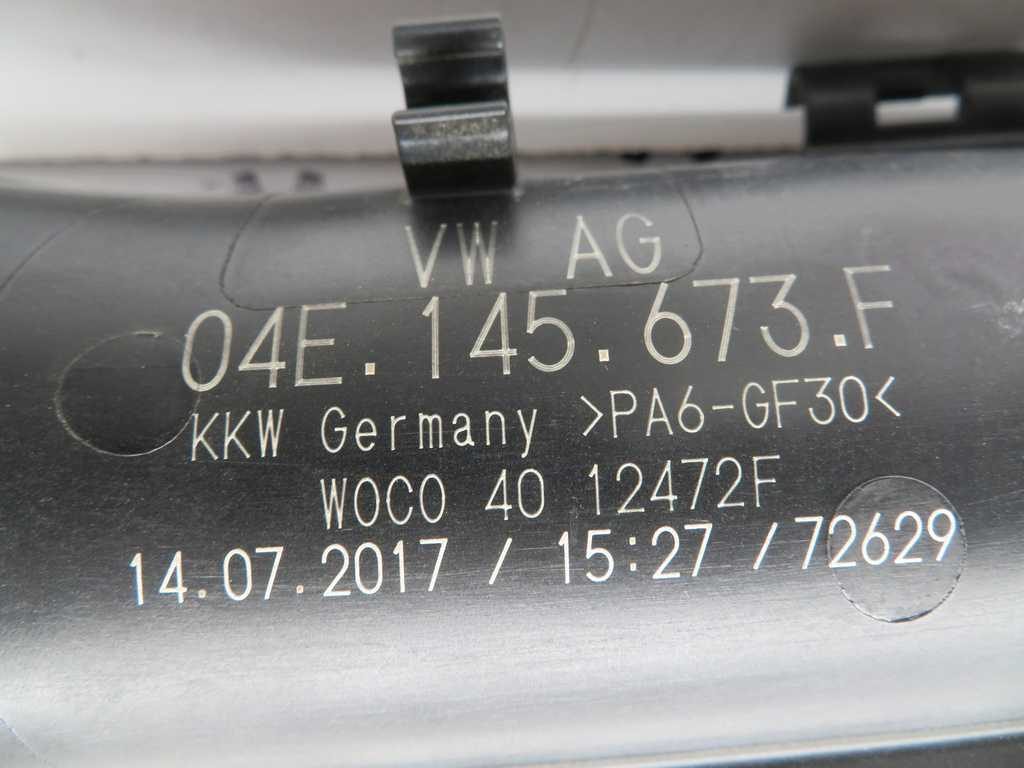 VW AG
04E.145.673.F
KKW Germany >PA6-GF30<
WOCO 40 12472F
14.07.2017 / 15:27 /72629